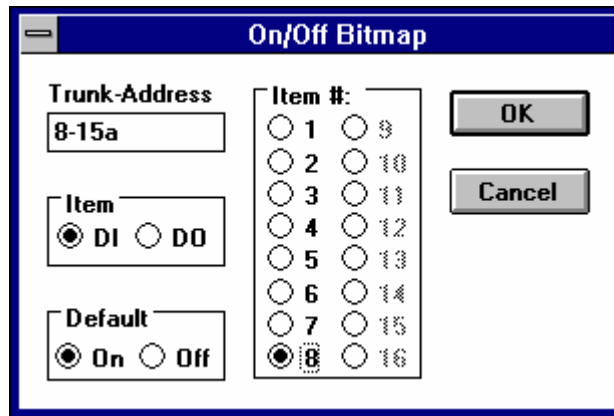 On/Off Bitmap
Trunk-Address
8-15a
Item
DI DO
Default
On Off
Item #:
1 9
2 10
3 11
4 12
5 13
6 14
7 15
8 16
OK
Cancel